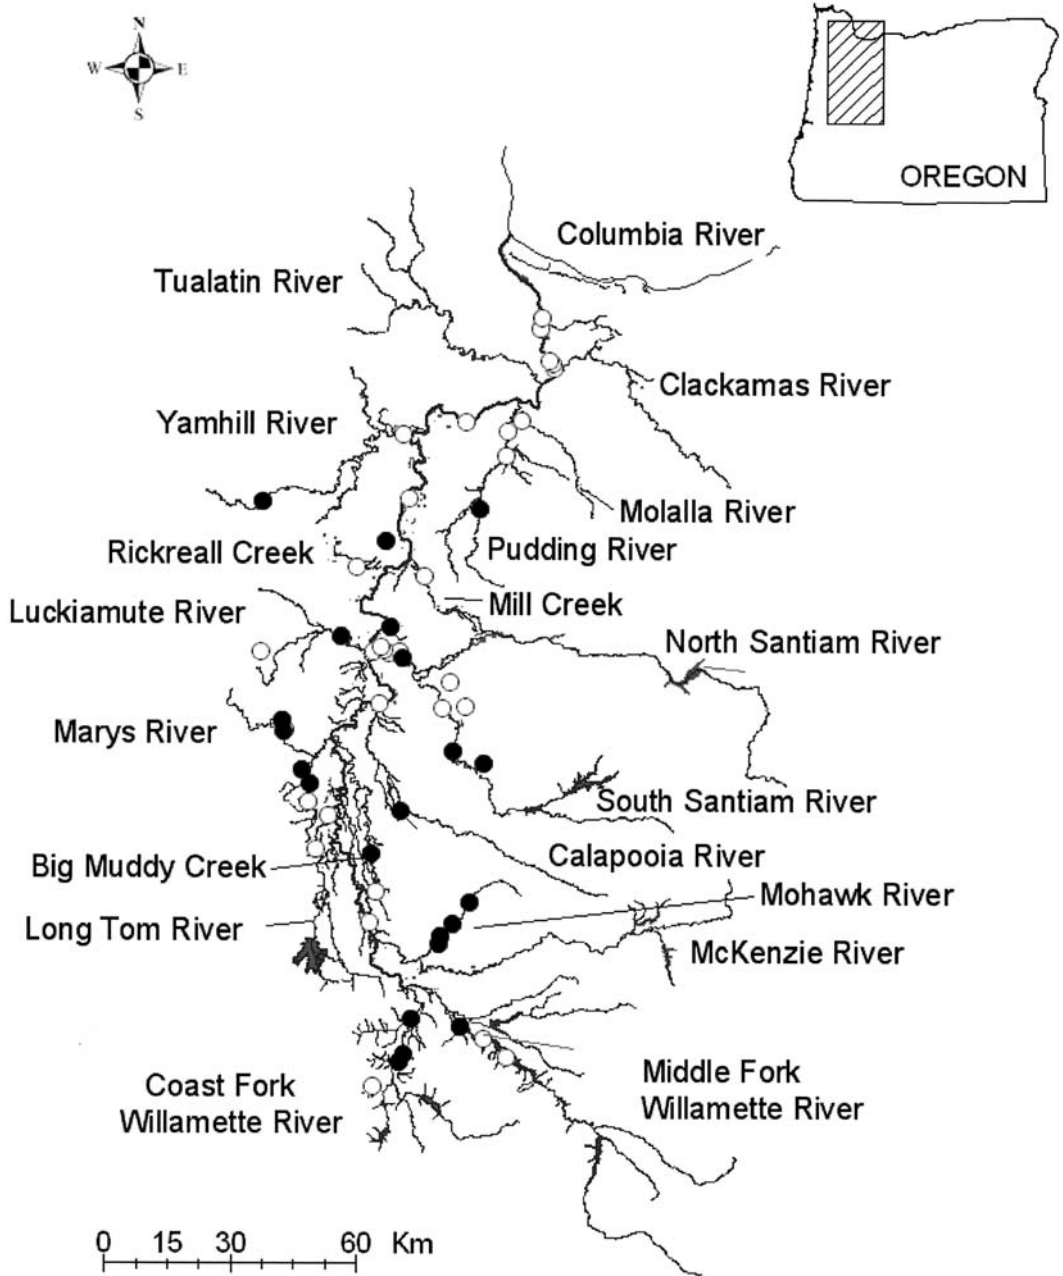 N
W E
S
OREGON
Columbia River
Tualatin River
Clackamas River
Yamhill River
Molalla River
Rickreall Creek
Pudding River
Luckiamute River
Mill Creek
North Santiam River
Marys River
South Santiam River
Big Muddy Creek
Calapooia River
Mohawk River
Long Tom River
McKenzie River
Coast Fork
Willamette River
Middle Fork
Willamette River
0 15 30 60 Km